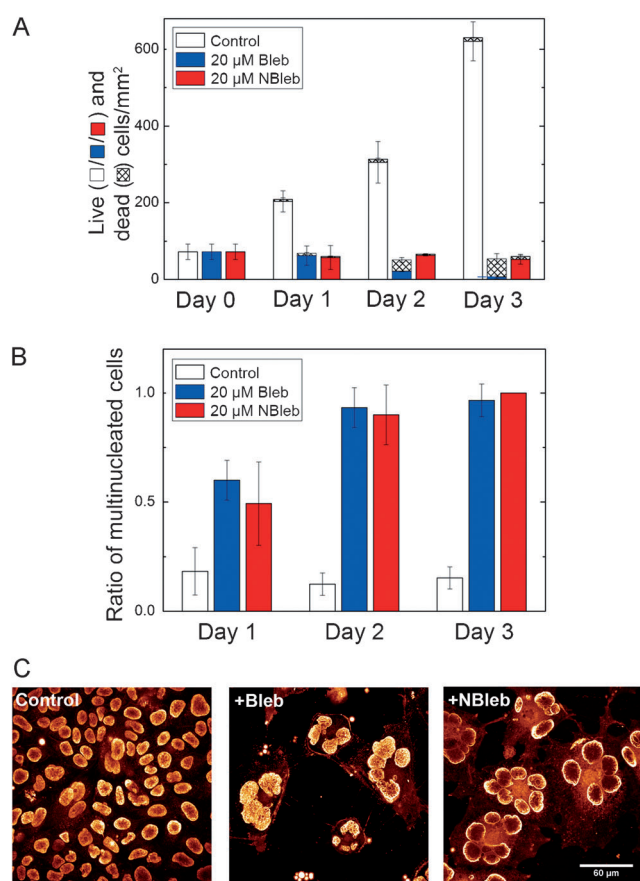 A
Control
20 µM Bleb
20 µM NBleb
Live ( / / ) and
dead ( ) cells/mm²
600
400
200
0
Day 0 Day 1 Day 2 Day 3
B
Control
20 µM Bleb
20 µM NBleb
Ratio of multinucleated cells
1.0
0.5
0.0
Day 1 Day 2 Day 3
C
Control +Bleb +NBleb
60 µm